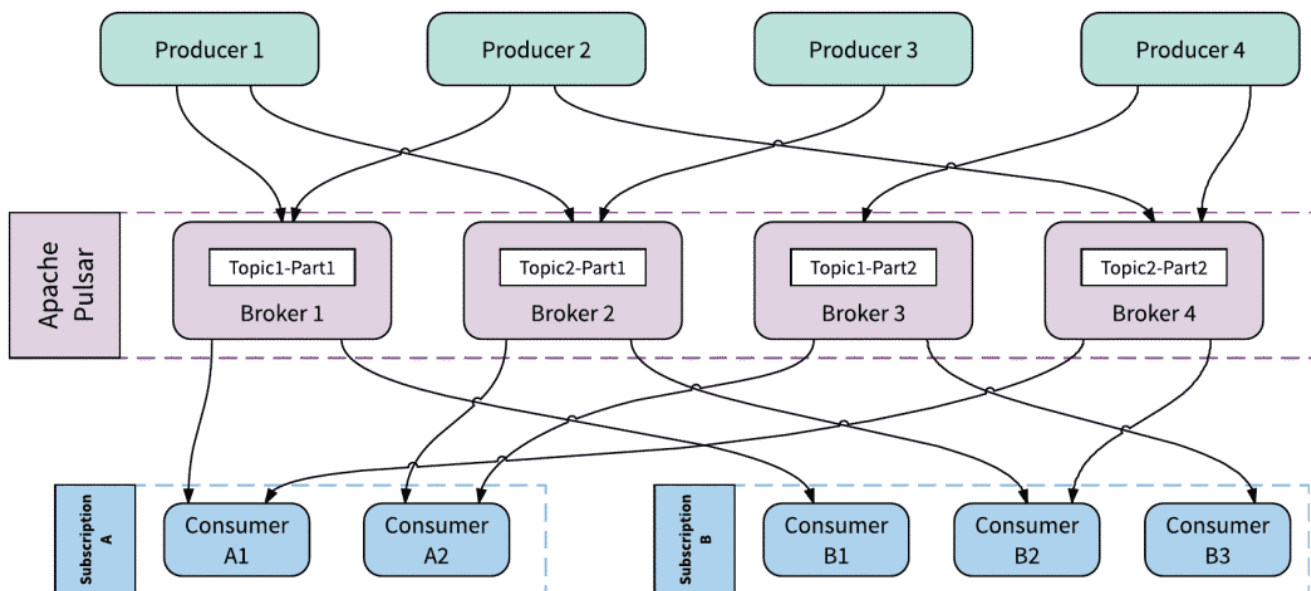 Producer 1
Producer 2
Producer 3
Producer 4
Apache
Pulsar
Topic1-Part1
Broker 1
Topic2-Part1
Broker 2
Topic1-Part2
Broker 3
Topic2-Part2
Broker 4
Subscription
A
Consumer
A1
Consumer
A2
Subscription
B
Consumer
B1
Consumer
B2
Consumer
B3